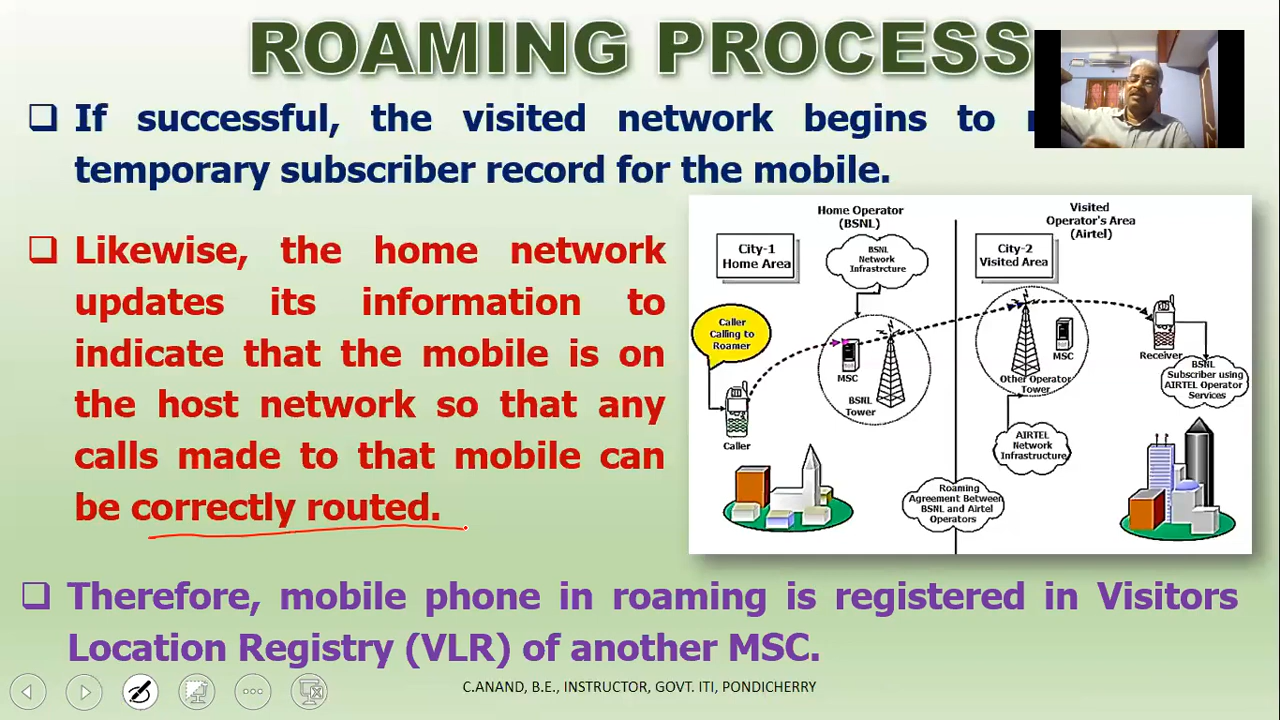 ROAMING PROCESS
If successful, the visited network begins to
temporary subscriber record for the mobile.
Likewise, the home network
updates its information to
indicate that the mobile is on
the host network so that any
calls made to that mobile can
be correctly routed.
Home Operator
(BSNL)
Visited
Operator's Area
(Airtel)
City-1
Home Area
BSNL
Network
Infrastrcture
City-2
Visited Area
Caller
Calling to
Roamer
MSC
BSNL
Tower
Caller
MSC
Other Operator
Tower
Receiver
BSNL
Subscriber using
AIRTEL Operator
Services
AIRTEL
Network
Infrastructure
Roaming
Agreement Between
BSNL and Airtel
Operators
Therefore, mobile phone in roaming is registered in Visitors
Location Registry (VLR) of another MSC.
C.ANAND, B.E., INSTRUCTOR, GOVT. ITI, PONDICHERRY